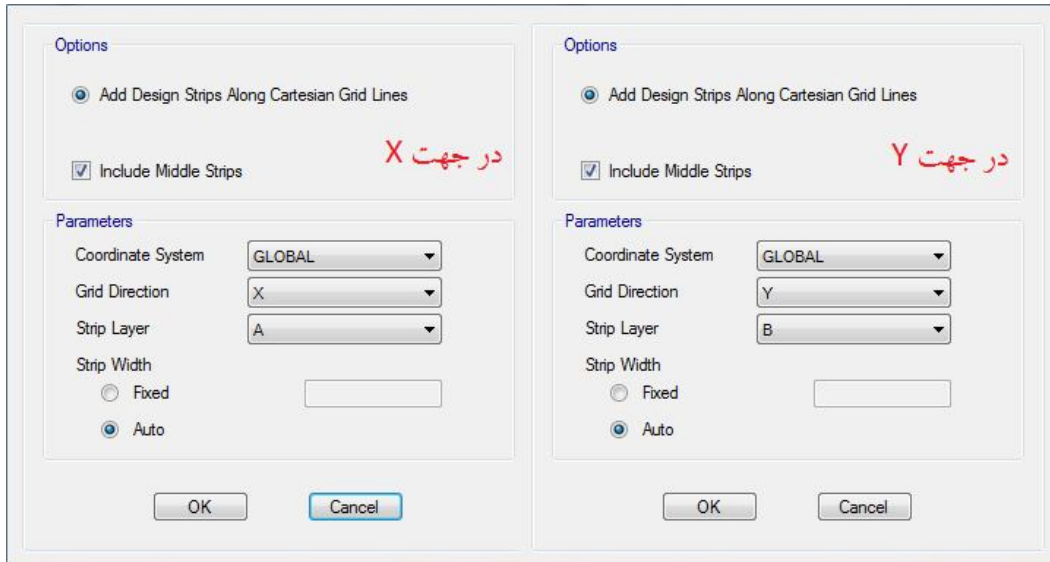 Options
Add Design Strips Along Cartesian Grid Lines
Include Middle Strips
در جهت X
Parameters
Coordinate System GLOBAL
Grid Direction X
Strip Layer A
Strip Width
Fixed
Auto
OK Cancel
Options
Add Design Strips Along Cartesian Grid Lines
Include Middle Strips
در جهت Y
Parameters
Coordinate System GLOBAL
Grid Direction Y
Strip Layer B
Strip Width
Fixed
Auto
OK Cancel